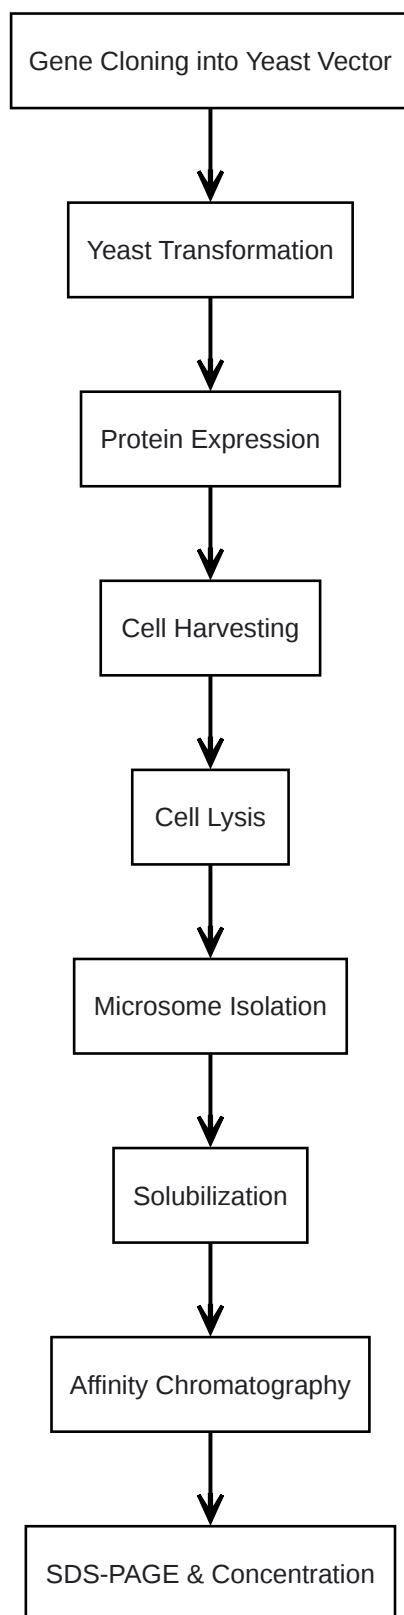 Gene Cloning into Yeast Vector
Yeast Transformation
Protein Expression
Cell Harvesting
Cell Lysis
Microsome Isolation
Solubilization
Affinity Chromatography
SDS-PAGE & Concentration